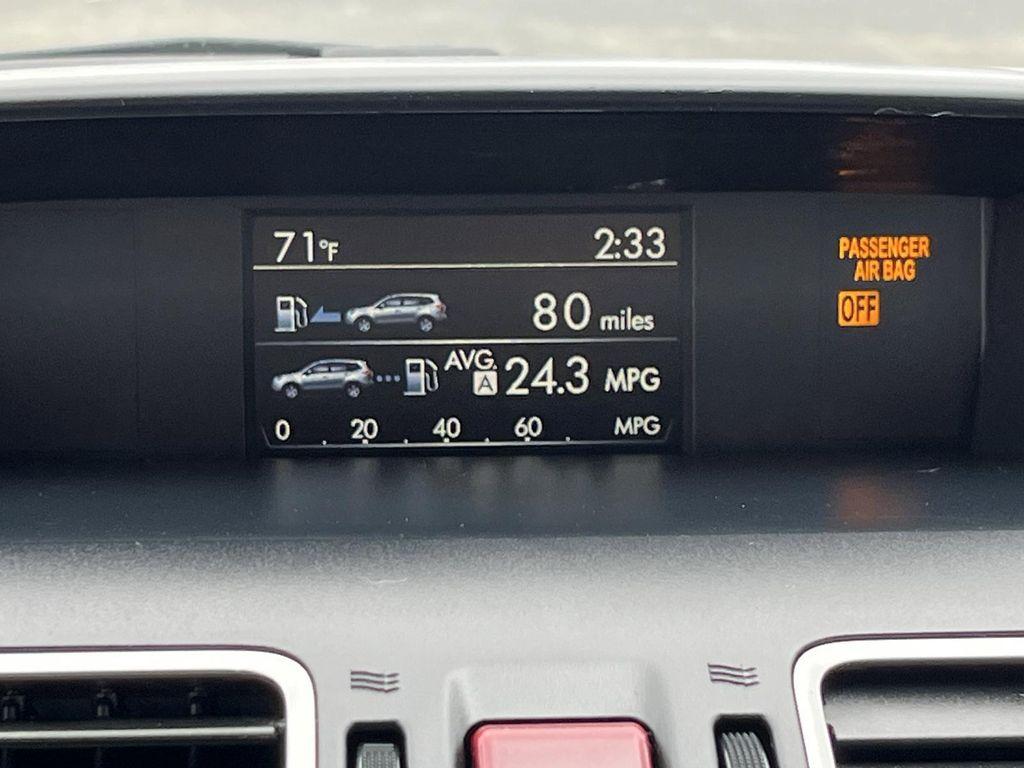 71°F 2:33
PASSENGER
AIR BAG
OFF
80 miles
AVG.
A 24.3 MPG
0 20 40 60 MPG